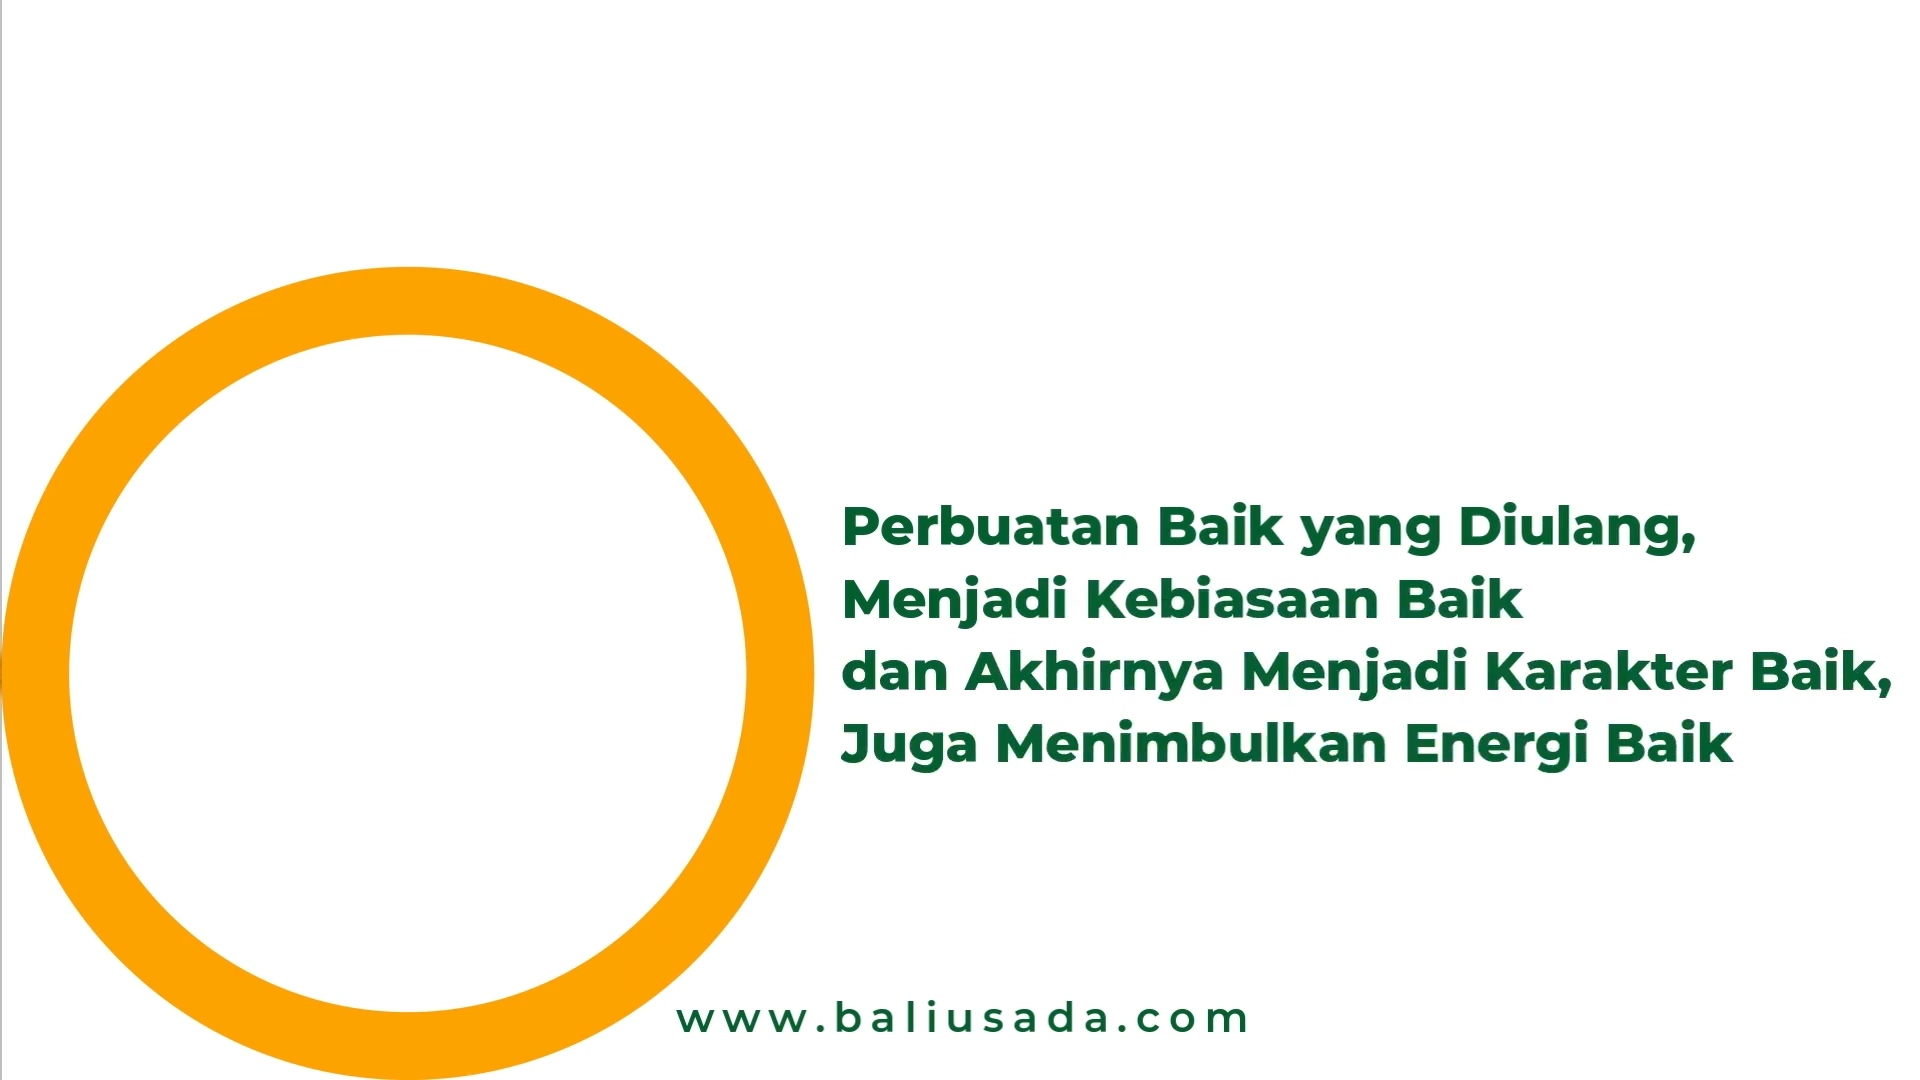 Perbuatan Baik yang Diulang,
Menjadi Kebiasaan Baik
dan Akhirnya Menjadi Karakter Baik,
Juga Menimbulkan Energi Baik
www.baliusada.com